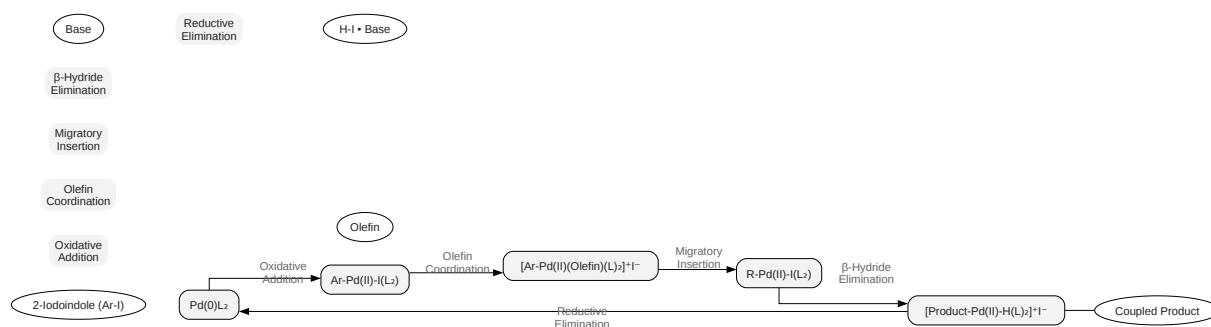 Base
Reductive
Elimination
H-I • Base
β-Hydride
Elimination
Migratory
Insertion
Olefin
Coordination
Oxidative
Addition
Olefin
2-Iodoindole (Ar-I)
Pd(0)L₂
Oxidative
Addition
Ar-Pd(II)-I(L₂)
Olefin
Coordination
[Ar-Pd(II)(Olefin)(L)₂]⁺I⁻
Migratory
Insertion
R-Pd(II)-I(L₂)
β-Hydride
Elimination
[Product-Pd(II)-H(L)₂]⁺I⁻
Coupled Product
Reductive
Elimination